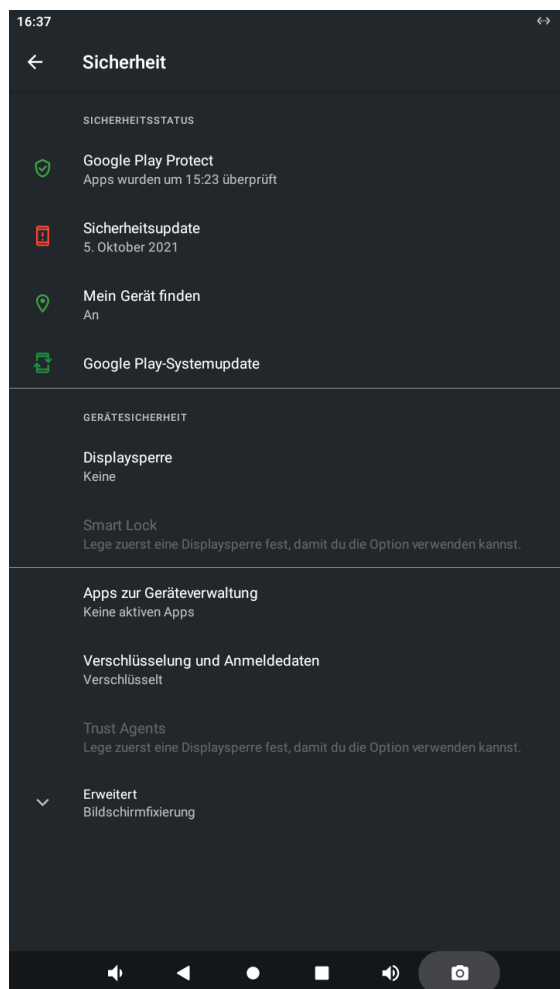 16:37
Sicherheit
SICHERHEITSSTATUS
Google Play Protect
Apps wurden um 15:23 überprüft
Sicherheitsupdate
5. Oktober 2021
Mein Gerät finden
An
Google Play-Systemupdate
GERÄTESICHERHEIT
Displaysperre
Keine
Smart Lock
Lege zuerst eine Displaysperre fest, damit du die Option verwenden kannst.
Apps zur Geräteverwaltung
Keine aktiven Apps
Verschlüsselung und Anmeldedaten
Verschlüsselt
Trust Agents
Lege zuerst eine Displaysperre fest, damit du die Option verwenden kannst.
Erweitert
Bildschirmfixierung